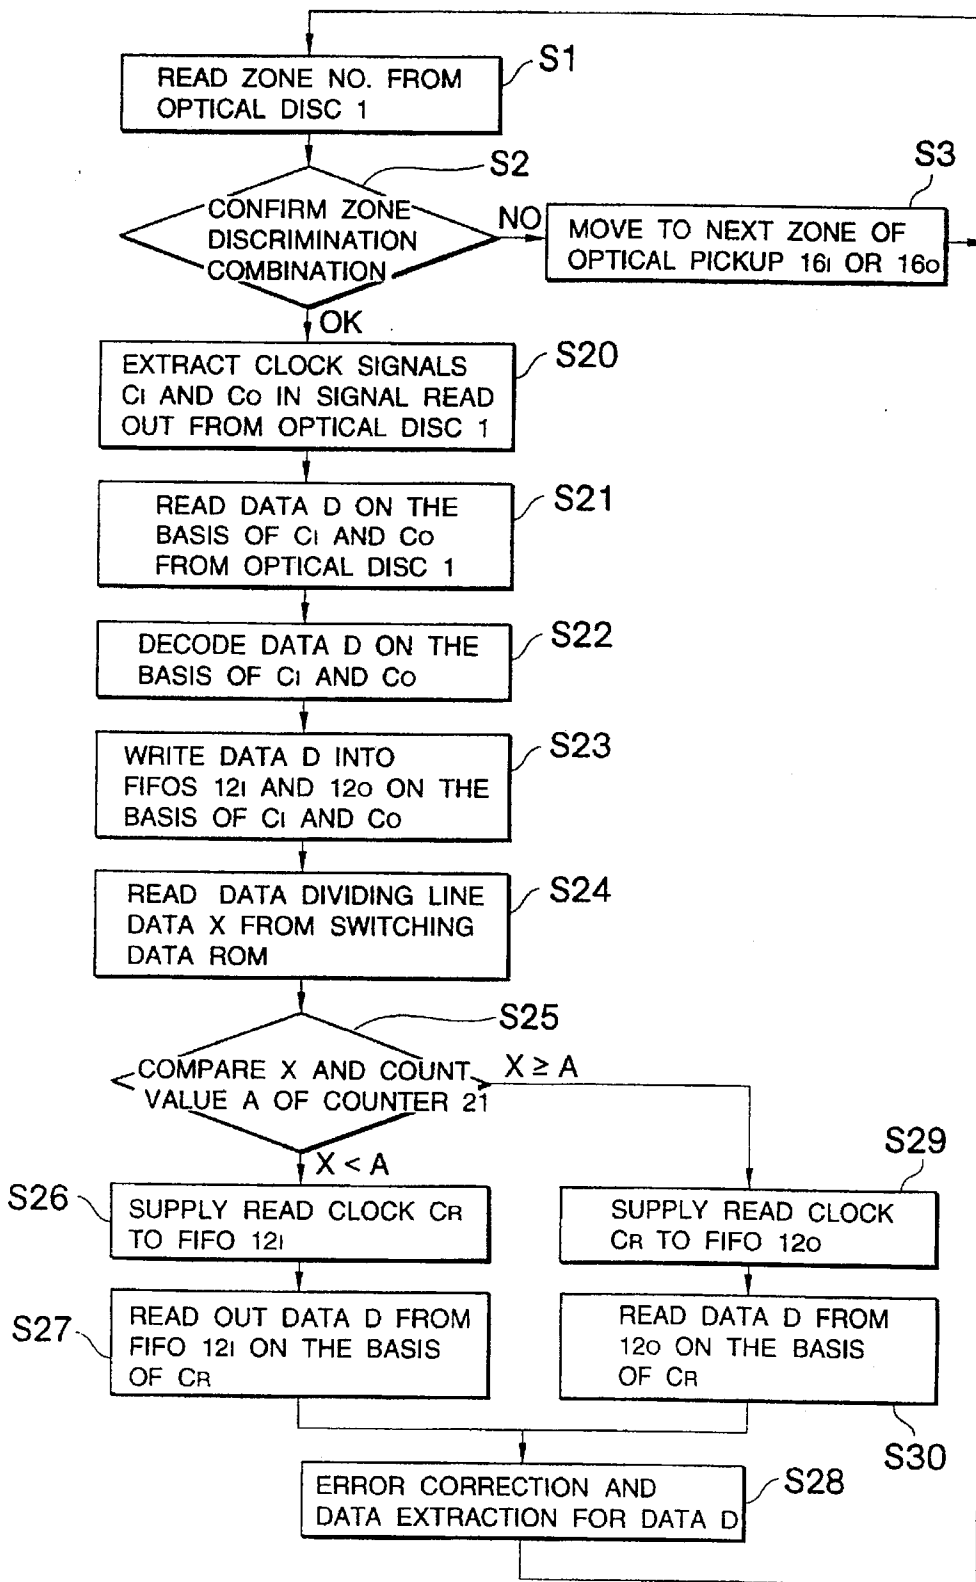 S1
READ ZONE NO. FROM
OPTICAL DISC 1
S2
CONFIRM ZONE
DISCRIMINATION
COMBINATION
NO
OK
S3
MOVE TO NEXT ZONE OF
OPTICAL PICKUP 16I OR 16O
S20
EXTRACT CLOCK SIGNALS
CI AND CO IN SIGNAL READ
OUT FROM OPTICAL DISC 1
S21
READ DATA D ON THE
BASIS OF CI AND CO
FROM OPTICAL DISC 1
S22
DECODE DATA D ON THE
BASIS OF CI AND CO
S23
WRITE DATA D INTO
FIFOS 12I AND 12O ON THE
BASIS OF CI AND CO
S24
READ DATA DIVIDING LINE
DATA X FROM SWITCHING
DATA ROM
S25
COMPARE X AND COUNT
VALUE A OF COUNTER 21
X ≥ A
X < A
S26
SUPPLY READ CLOCK CR
TO FIFO 12I
S29
SUPPLY READ CLOCK
CR TO FIFO 12O
S27
READ OUT DATA D FROM
FIFO 12I ON THE BASIS
OF CR
READ DATA D FROM
12O ON THE BASIS
OF CR
S30
S28
ERROR CORRECTION AND
DATA EXTRACTION FOR DATA D